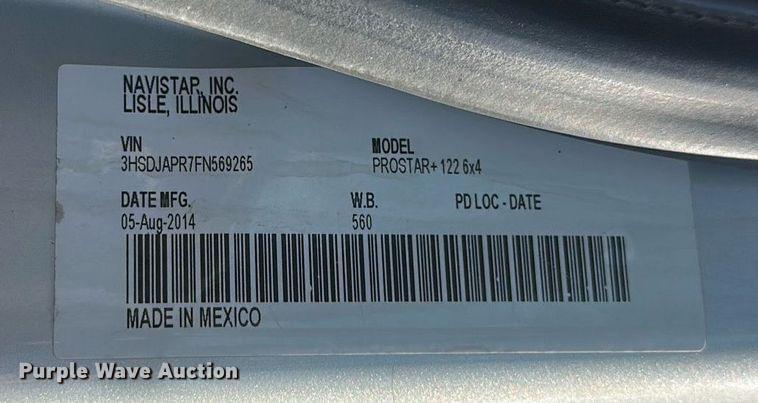 NAVISTAR, INC.
LISLE, ILLINOIS
VIN MODEL
3HSDJAPR7FN569265 PROSTAR+ 122 6x4
DATE MFG. W.B. PD LOC - DATE
05-Aug-2014 560
MADE IN MEXICO
Purple Wave Auction